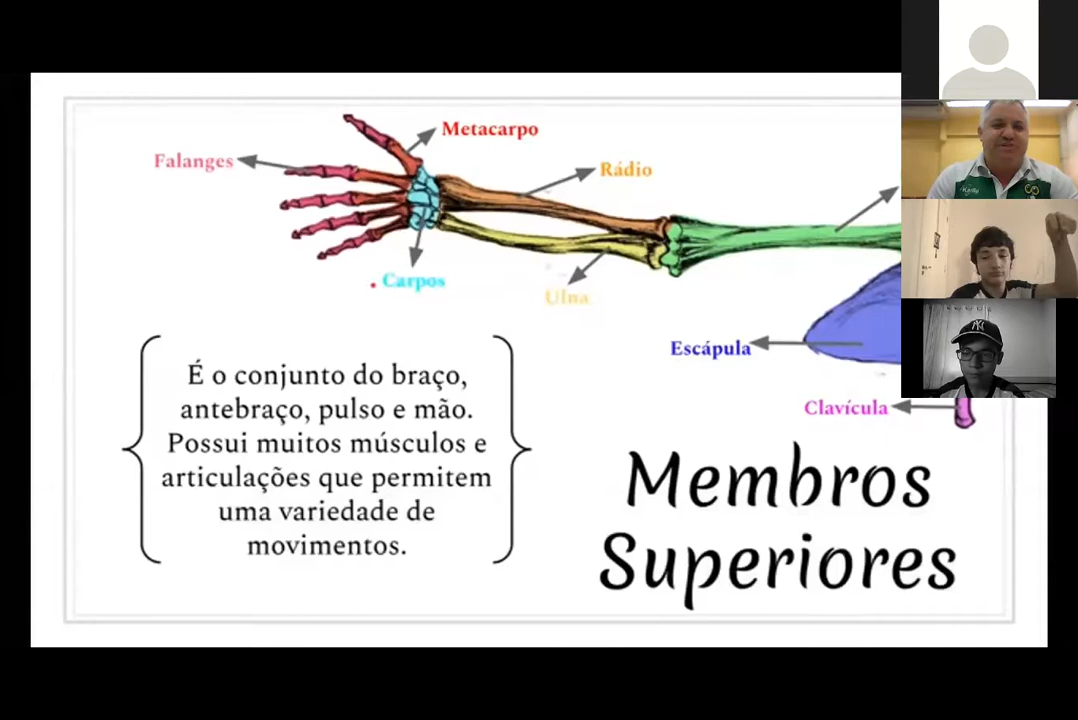 Metacarpo
Falanges
Rádio
Carpos
Ulna
Escápula
Clavícula
É o conjunto do braço,
antebraço, pulso e mão.
Possui muitos músculos e
articulações que permitem
uma variedade de
movimentos.
Membros
Superiores